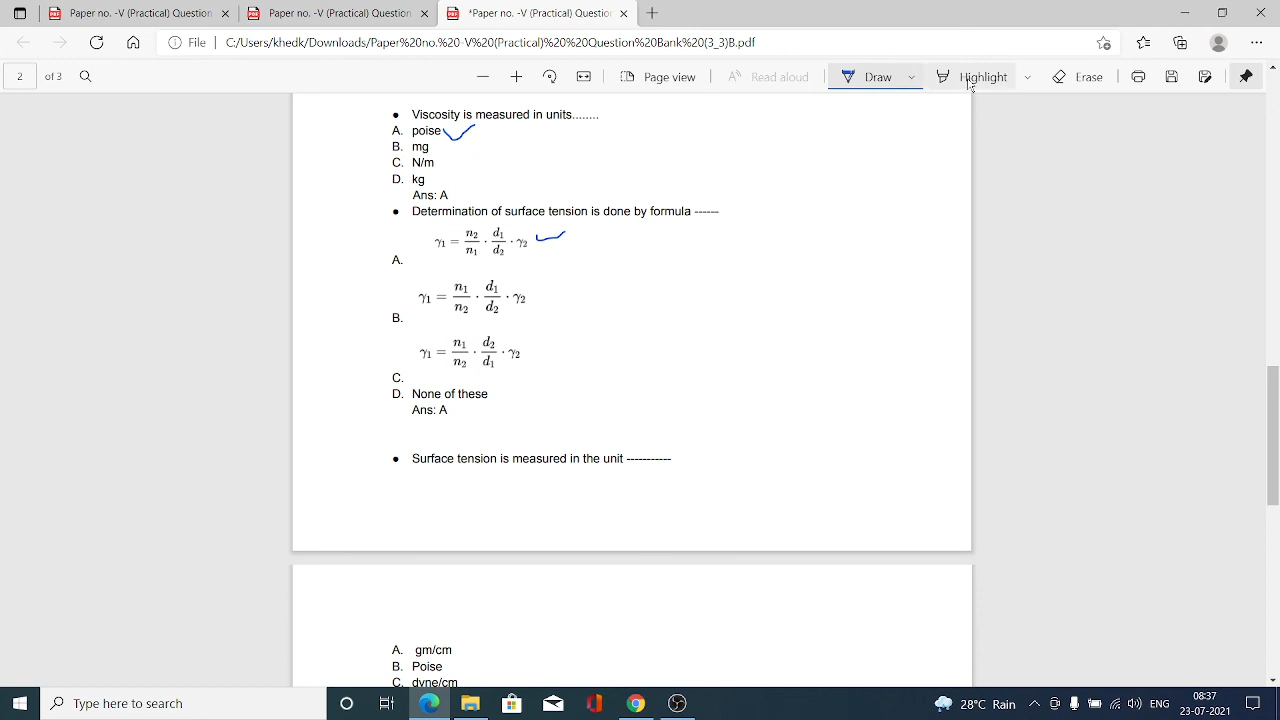 Paper no. -V (Practical) Question
Paper no. -V (Practical) Question
*Paper no. -V (Practical) Question
File
C:/Users/khedk/Downloads/Paper%20no.%20-V%20(Practical)%20%20Question%20Bank(3_3)B.pdf
2 of 3
Page view
Read aloud
Draw
Highlight
Erase
• Viscosity is measured in units........
A. poise
B. mg
C. N/m
D. kg
Ans: A
• Determination of surface tension is done by formula ------
γ₁ = n₂/n₁ · d₁/d₂ · γ₂
A.
γ₁ = n₁/n₂ · d₁/d₂ · γ₂
B.
γ₁ = n₁/n₂ · d₂/d₁ · γ₂
C.
D. None of these
Ans: A
• Surface tension is measured in the unit -----------
A. gm/cm
B. Poise
C. dyne/cm
Type here to search
28°C Rain
ENG
08:37
23-07-2021